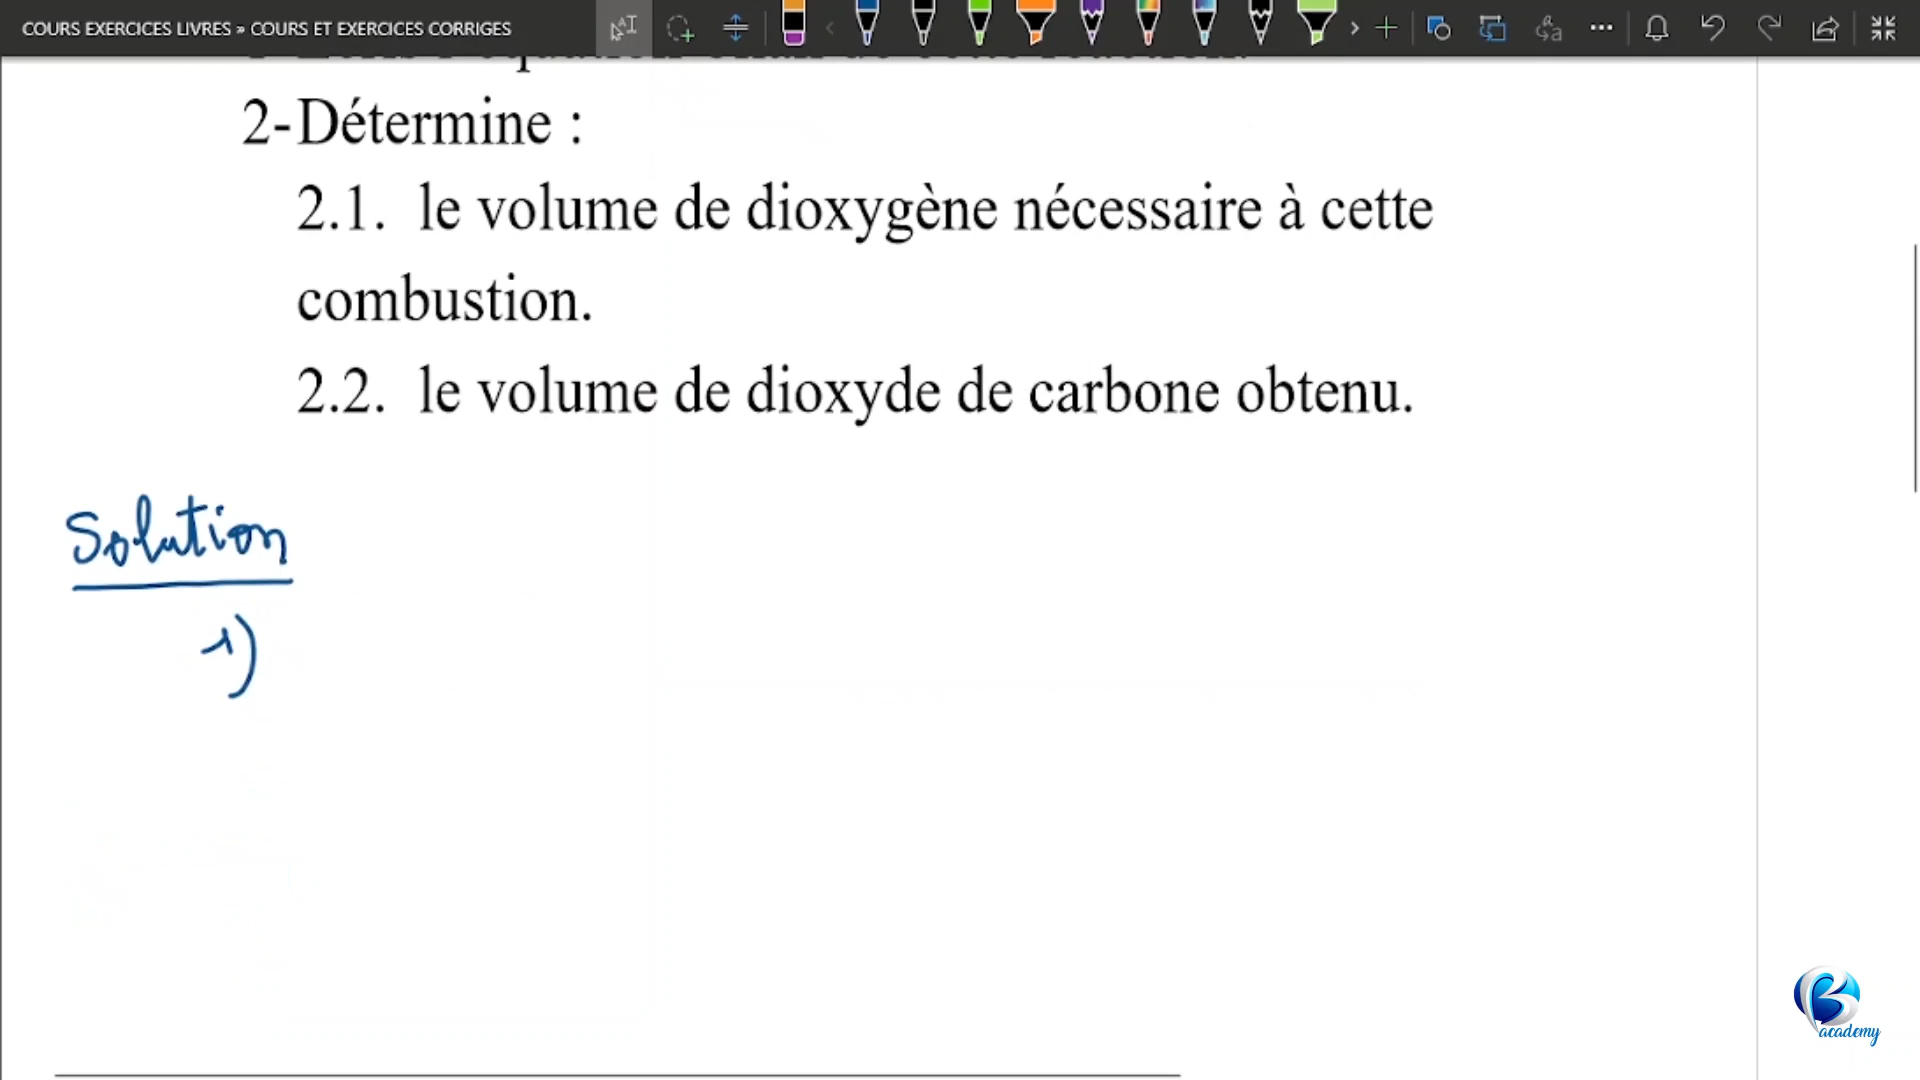 COURS EXERCICES LIVRES » COURS ET EXERCICES CORRIGES
2-Détermine :
2.1. le volume de dioxygène nécessaire à cette
combustion.
2.2. le volume de dioxyde de carbone obtenu.
Solution
1)
academy